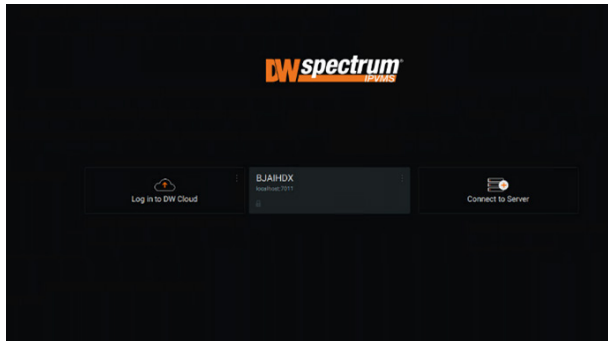 DW spectrum®
IPVMS
Log in to DW Cloud
BJAIHDX
localhost:7011
Connect to Server